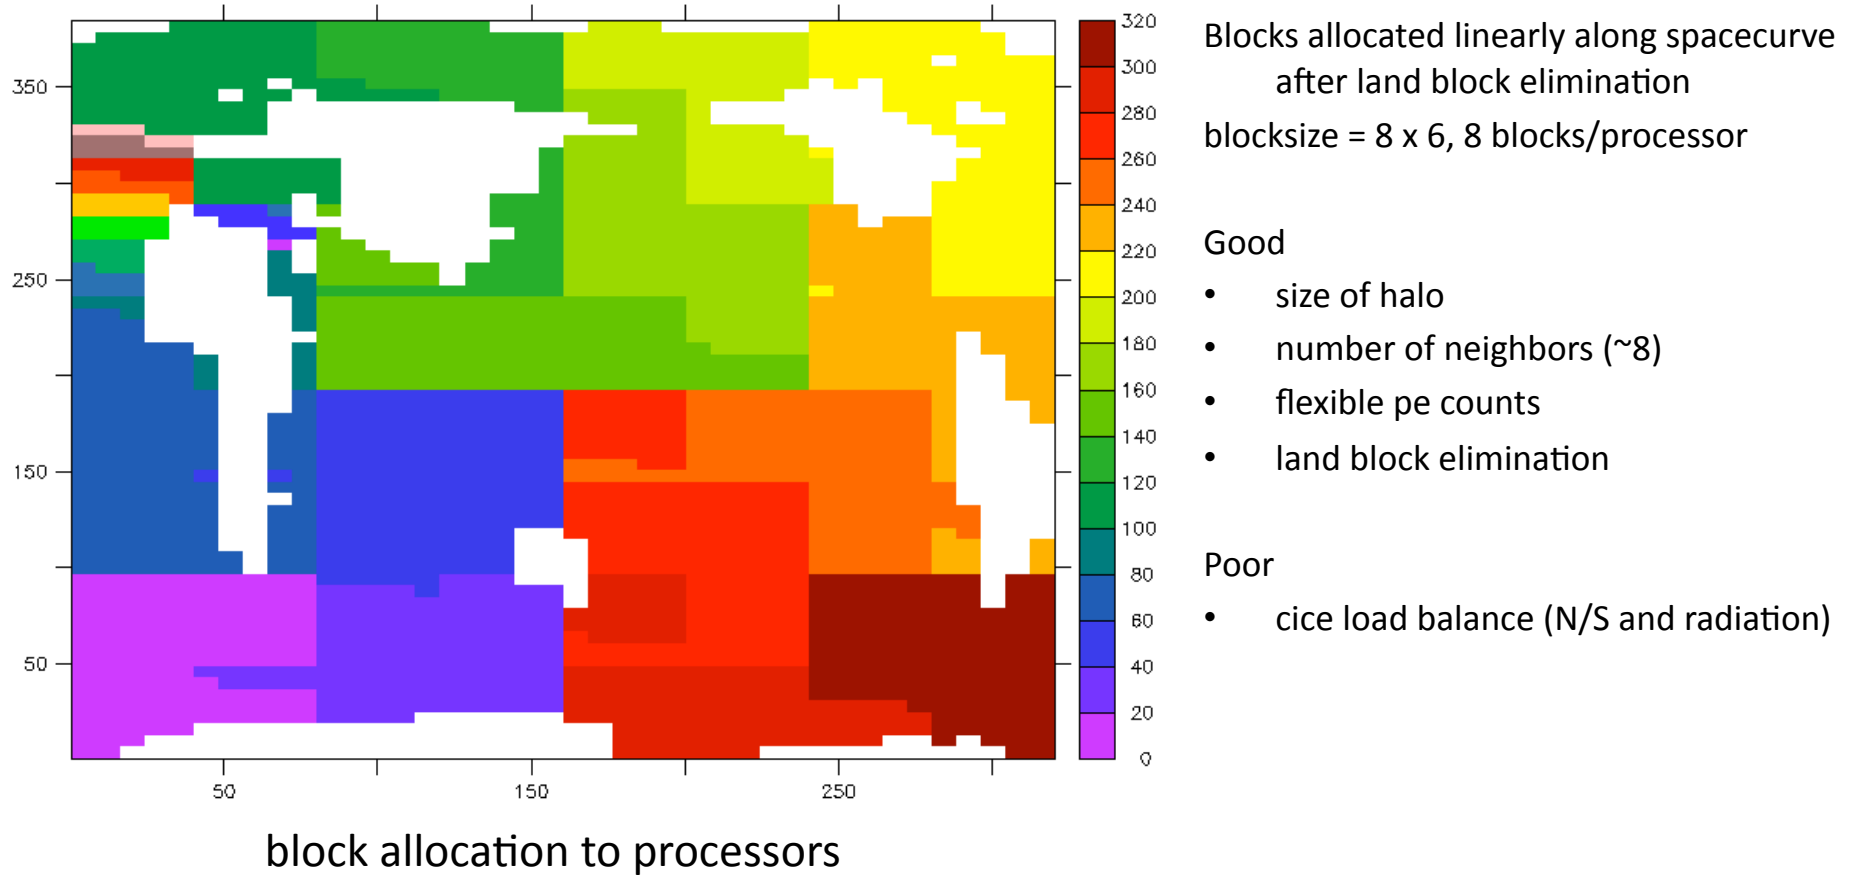 350
250
150
50
50
150
250
320
300
280
260
240
220
200
180
160
140
120
100
80
60
40
20
0
block allocation to processors
Blocks allocated linearly along spacecurve
after land block elimination
blocksize = 8 x 6, 8 blocks/processor
Good
• size of halo
• number of neighbors (~8)
• flexible pe counts
• land block elimination
Poor
• cice load balance (N/S and radiation)